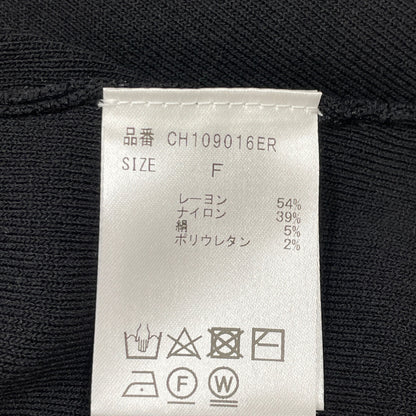 品番 CH109016ER
SIZE F
レーヨン 54%
ナイロン 39%
絹 5%
ポリウレタン 2%
F W